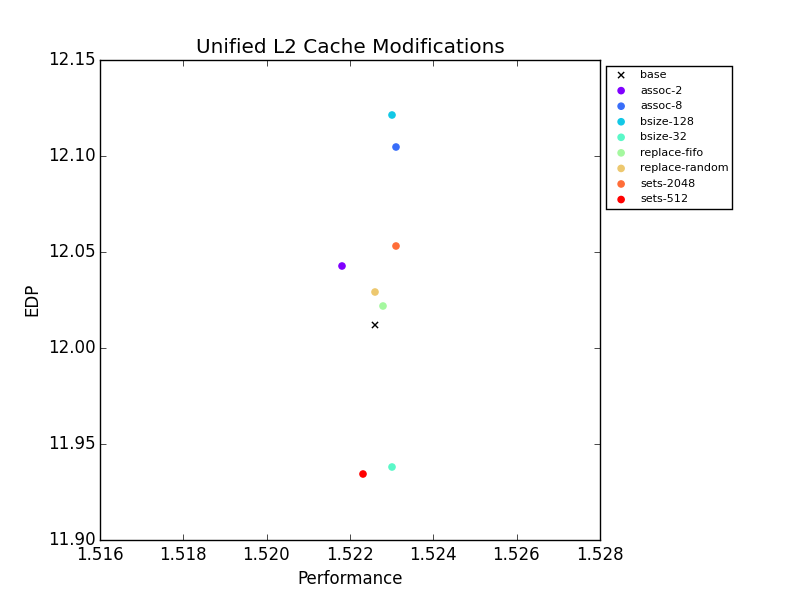 Unified L2 Cache Modifications
12.15
12.10
12.05
12.00
11.95
11.90
EDP
1.516 1.518 1.520 1.522 1.524 1.526 1.528
Performance
base
assoc-2
assoc-8
bsize-128
bsize-32
replace-fifo
replace-random
sets-2048
sets-512